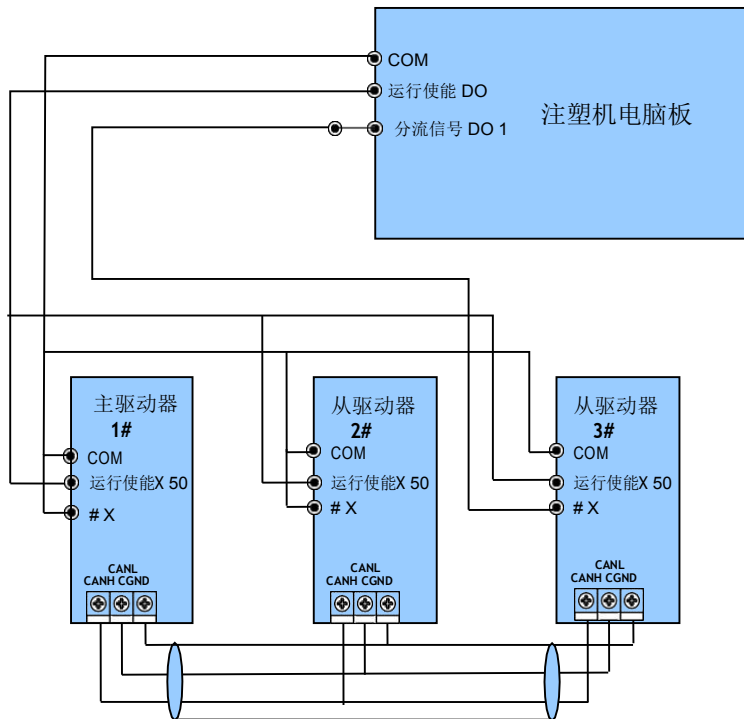 COM
运行使能 DO
分流信号 DO 1
注塑机电脑板
主驱动器
1#
COM
运行使能X 50
# X
CANL
CANH CGND
从驱动器
2#
COM
运行使能X 50
# X
CANL
CANH CGND
从驱动器
3#
COM
运行使能X 50
# X
CANL
CANH CGND